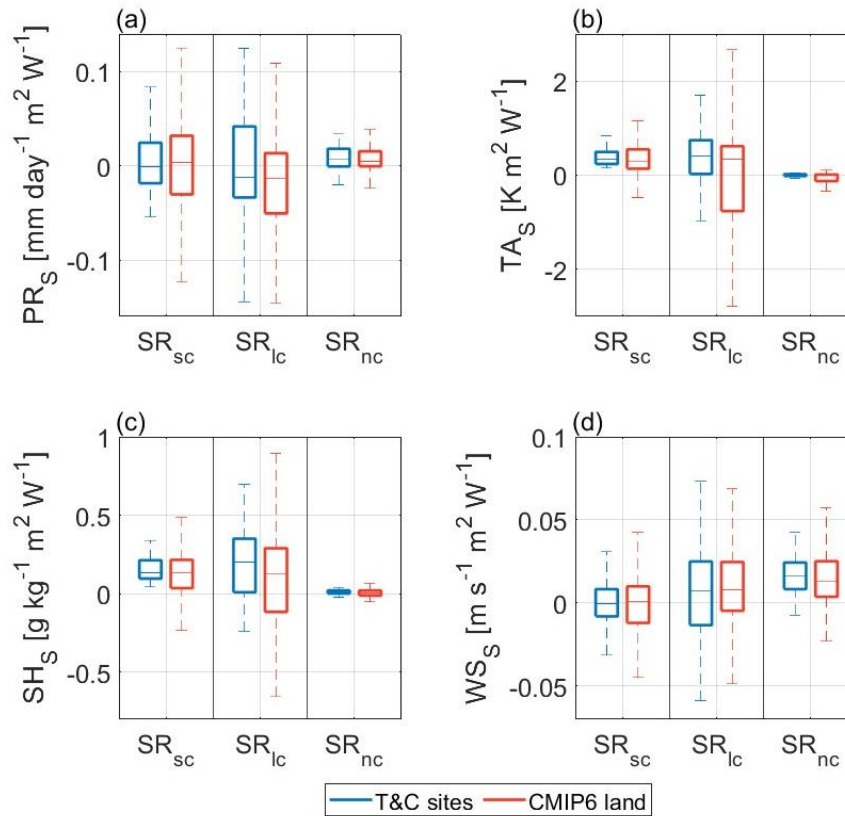 (a)
PR_S [mm day^-1 m^2 W^-1]
0.1
0
-0.1
SR_sc SR_lc SR_nc
(b)
TA_S [K m^2 W^-1]
2
0
-2
SR_sc SR_lc SR_nc
(c)
SH_S [g kg^-1 m^2 W^-1]
1
0.5
0
-0.5
SR_sc SR_lc SR_nc
(d)
WS_S [m s^-1 m^2 W^-1]
0.1
0.05
0
-0.05
SR_sc SR_lc SR_nc
T&C sites CMIP6 land